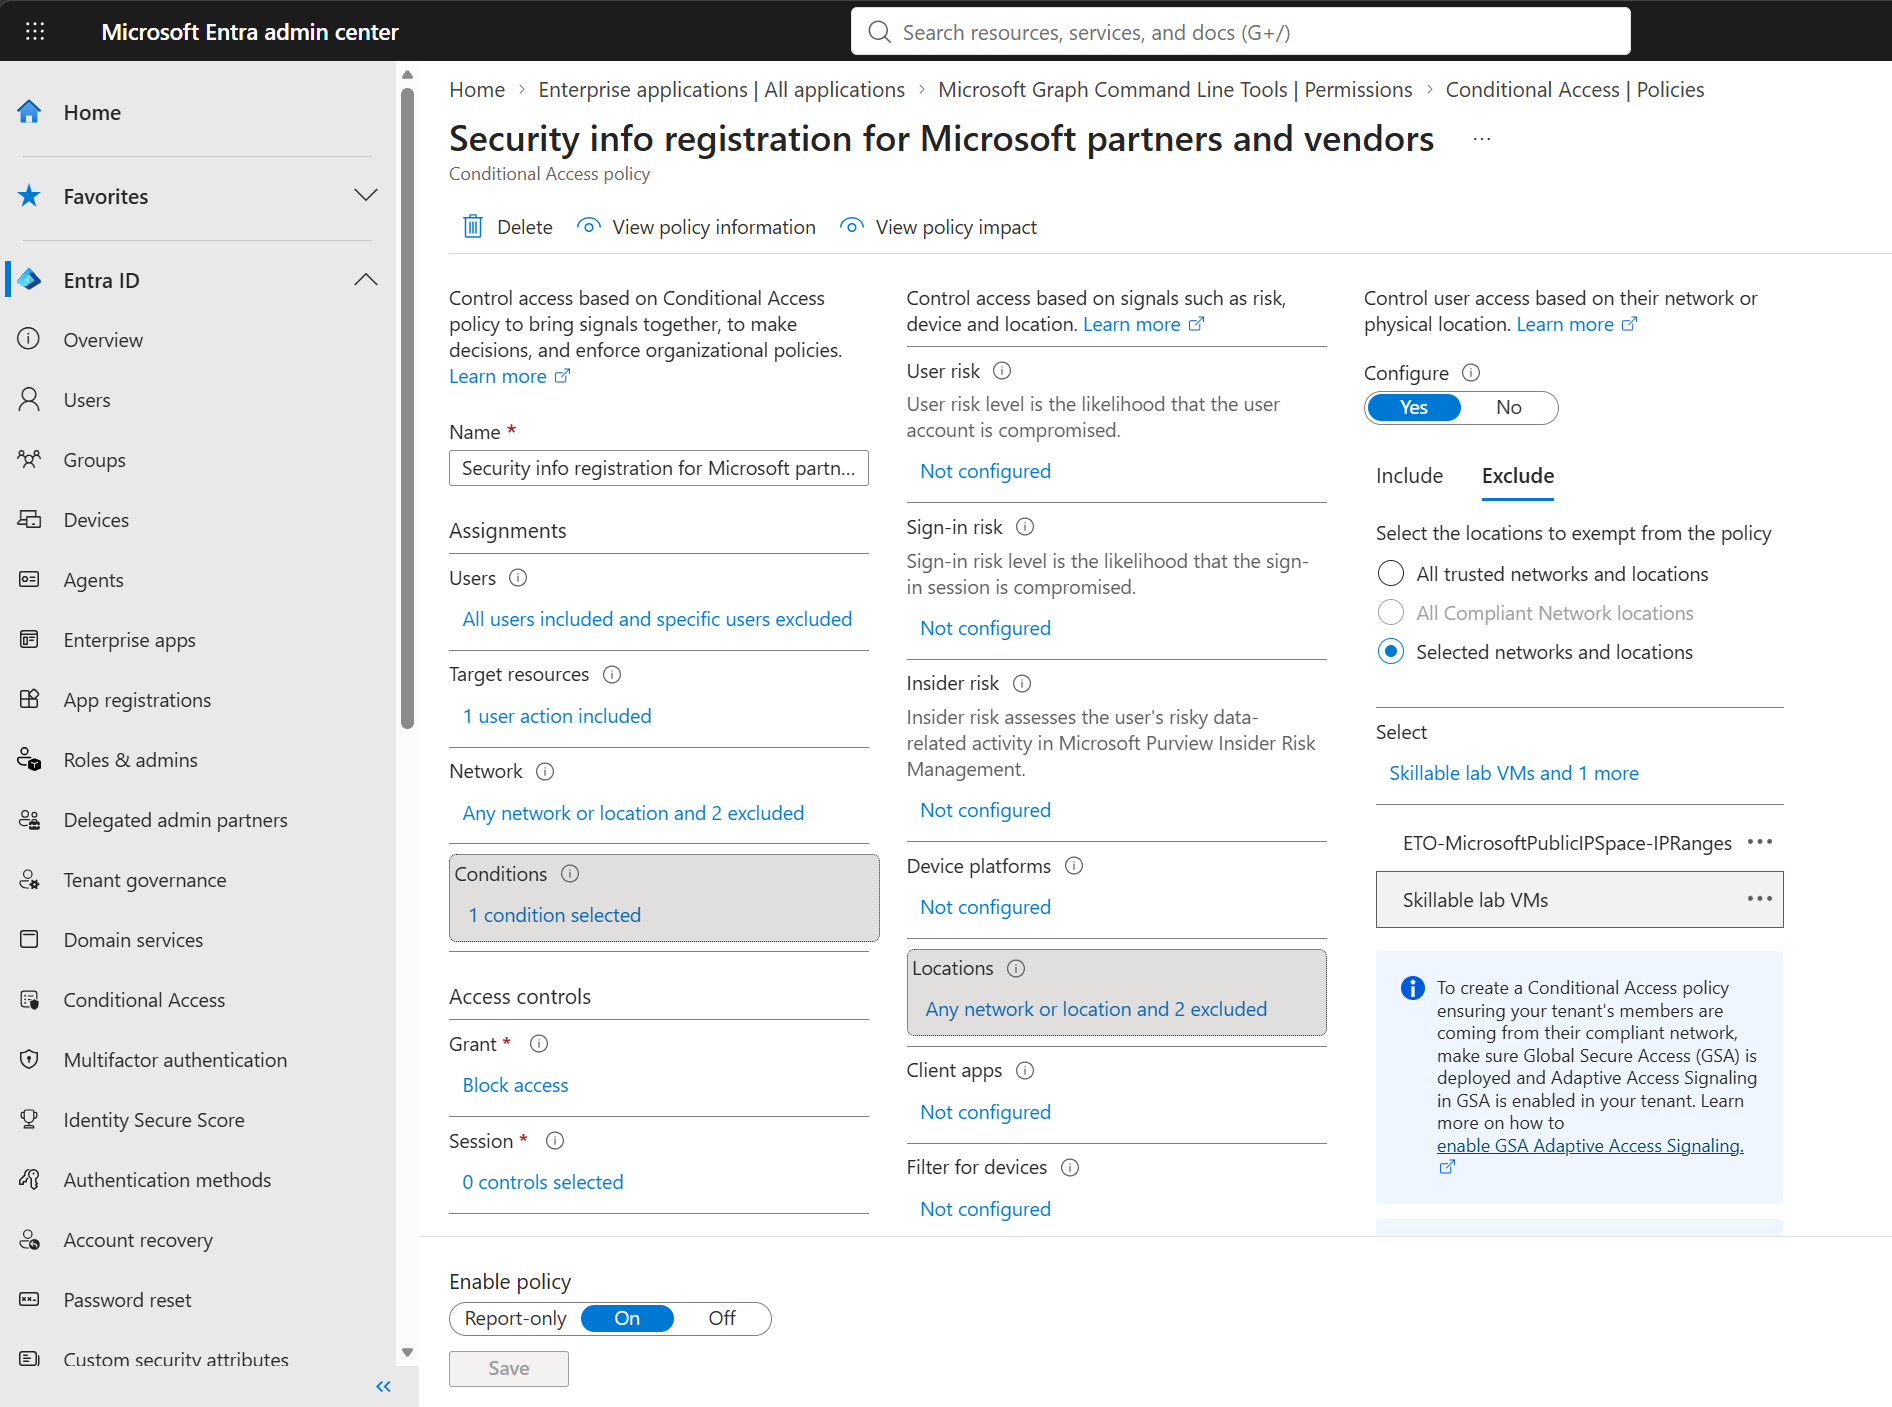 Microsoft Entra admin center
Search resources, services, and docs (G+/)
Home
Favorites
Entra ID
Overview
Users
Groups
Devices
Agents
Enterprise apps
App registrations
Roles & admins
Delegated admin partners
Tenant governance
Domain services
Conditional Access
Multifactor authentication
Identity Secure Score
Authentication methods
Account recovery
Password reset
Custom security attributes
Home > Enterprise applications | All applications > Microsoft Graph Command Line Tools | Permissions > Conditional Access | Policies
Security info registration for Microsoft partners and vendors ...
Conditional Access policy
Delete View policy information View policy impact
Control access based on Conditional Access
policy to bring signals together, to make
decisions, and enforce organizational policies.
Learn more
Name *
Security info registration for Microsoft partn...
Assignments
Users
All users included and specific users excluded
Target resources
1 user action included
Network
Any network or location and 2 excluded
Conditions
1 condition selected
Access controls
Grant *
Block access
Session *
0 controls selected
Control access based on signals such as risk,
device and location. Learn more
User risk
User risk level is the likelihood that the user
account is compromised.
Not configured
Sign-in risk
Sign-in risk level is the likelihood that the sign-
in session is compromised.
Not configured
Insider risk
Insider risk assesses the user's risky data-
related activity in Microsoft Purview Insider Risk
Management.
Not configured
Device platforms
Not configured
Locations
Any network or location and 2 excluded
Client apps
Not configured
Filter for devices
Not configured
Control user access based on their network or
physical location. Learn more
Configure
Yes No
Include Exclude
Select the locations to exempt from the policy
All trusted networks and locations
All Compliant Network locations
Selected networks and locations
Select
Skillable lab VMs and 1 more
ETO-MicrosoftPublicIPSpace-IPRanges
Skillable lab VMs
To create a Conditional Access policy
ensuring your tenant's members are
coming from their compliant network,
make sure Global Secure Access (GSA) is
deployed and Adaptive Access Signaling
in GSA is enabled in your tenant. Learn
more on how to
enable GSA Adaptive Access Signaling.
Enable policy
Report-only On Off
Save